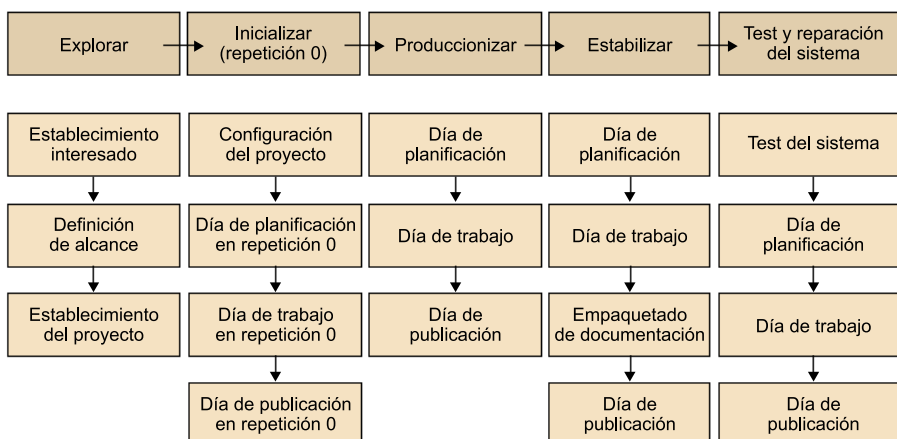 Explorar
Inicializar
(repetición 0)
Produccionizar
Estabilizar
Test y reparación
del sistema
Establecimiento
interesado
Definición
de alcance
Establecimiento
del proyecto
Configuración
del proyecto
Día de planificación
en repetición 0
Día de trabajo
en repetición 0
Día de publicación
en repetición 0
Día de
planificación
Día de trabajo
Día de
publicación
Día de
planificación
Día de trabajo
Empaquetado
de documentación
Día de
publicación
Test del sistema
Día de
planificación
Día de trabajo
Día de
publicación